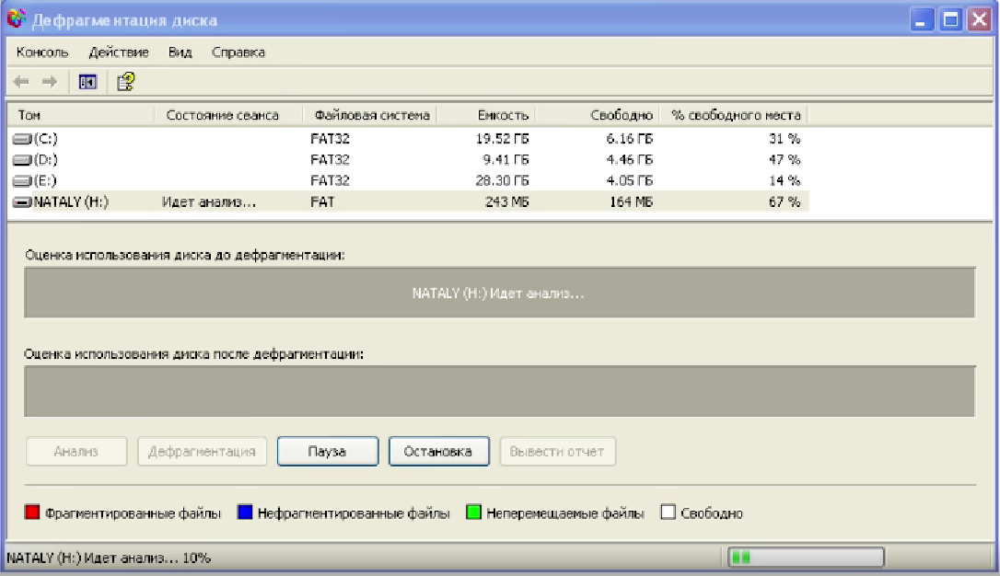 Дефрагментация диска
Консоль Действие Вид Справка
Том Состояние сеанса Файловая система Емкость Свободно % свободного места
(C:) FAT32 19.52 ГБ 6.16 ГБ 31 %
(D:) FAT32 9.41 ГБ 4.46 ГБ 47 %
(E:) FAT32 28.30 ГБ 4.05 ГБ 14 %
NATALY (H:) Идет анализ... FAT 243 МБ 164 МБ 67 %
Оценка использования диска до дефрагментации:
NATALY (H:) Идет анализ...
Оценка использования диска после дефрагментации:
Анализ Дефрагментация Пауза Остановка Вывести отчет
Фрагментированные файлы Нефрагментированные файлы Неперемещаемые файлы Свободно
NATALY (H:) Идет анализ... 10%